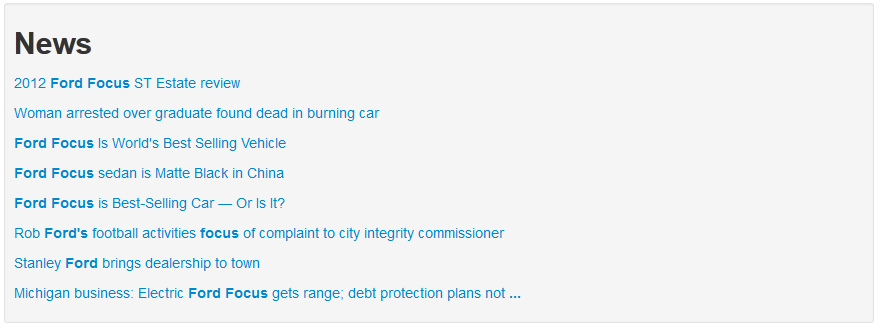 News
2012 Ford Focus ST Estate review
Woman arrested over graduate found dead in burning car
Ford Focus Is World's Best Selling Vehicle
Ford Focus sedan is Matte Black in China
Ford Focus is Best-Selling Car — Or Is It?
Rob Ford's football activities focus of complaint to city integrity commissioner
Stanley Ford brings dealership to town
Michigan business: Electric Ford Focus gets range; debt protection plans not ...